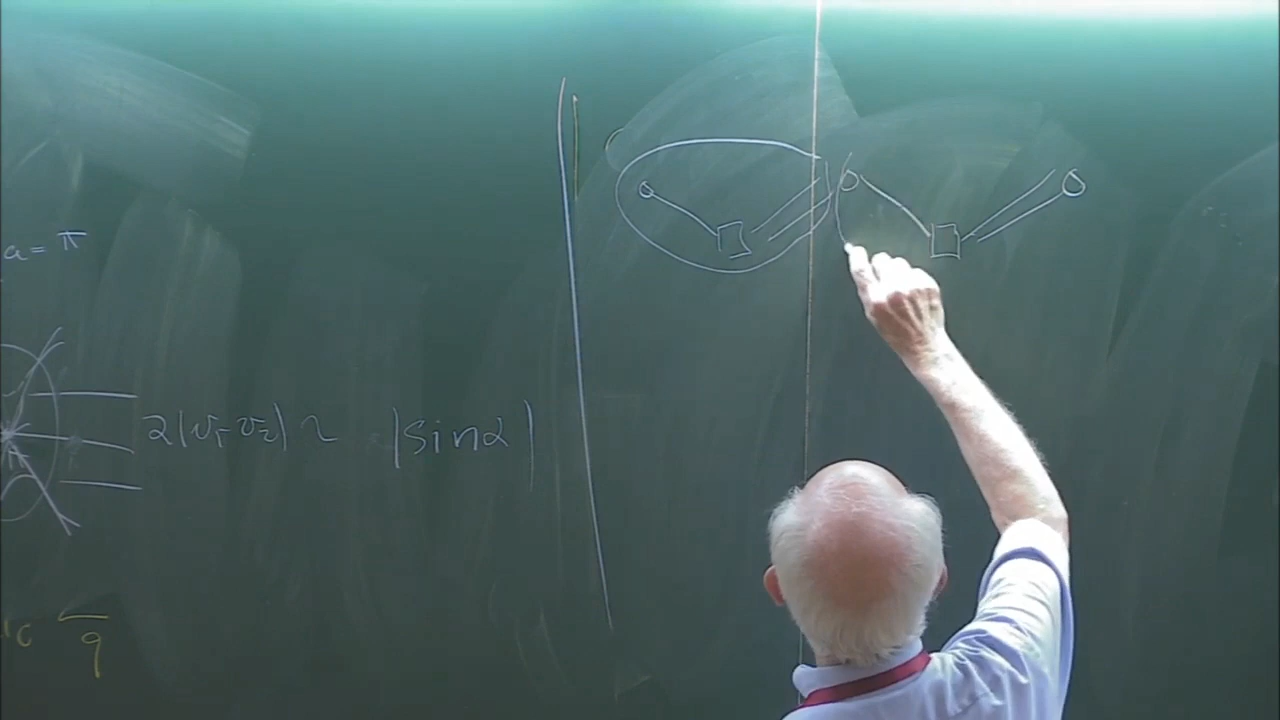 a = π
2|v₁-v₂| ~ |sin α|
9